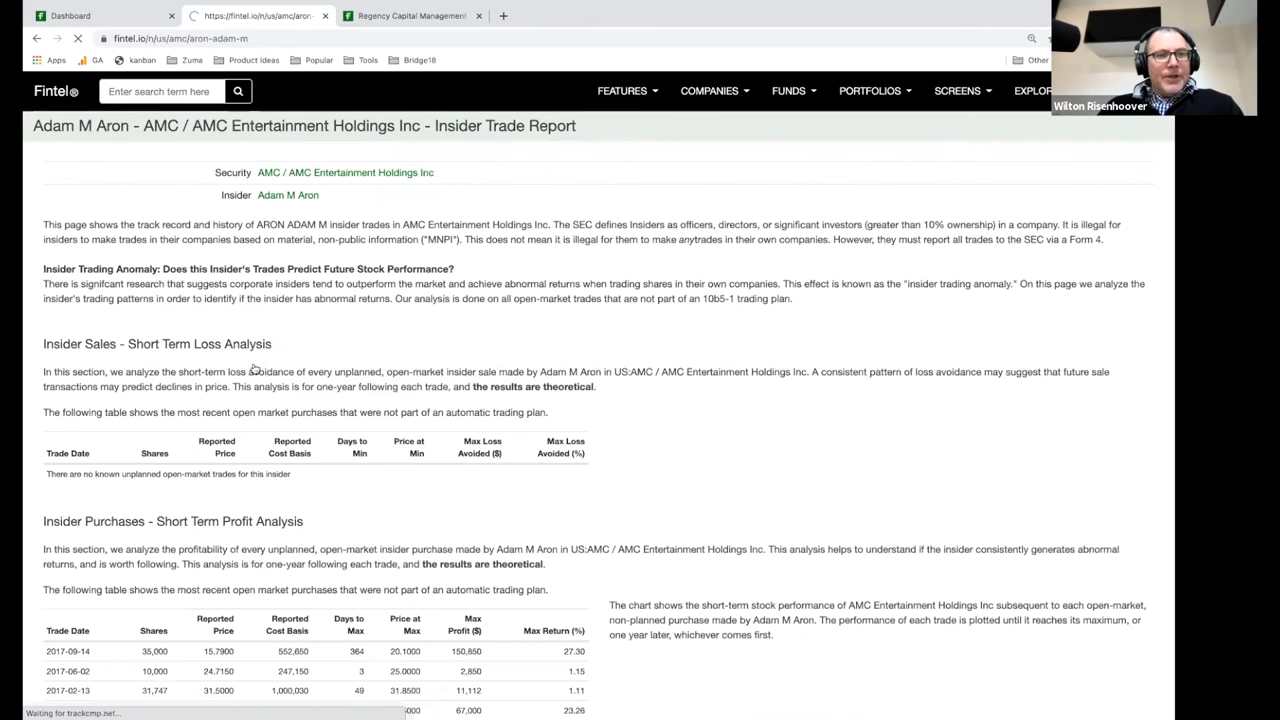 Dashboard
https://fintel.io/n/us/amc/aron-
Regency Capital Management
fintel.io/n/us/amc/aron-adam-m
Apps GA kanban Zuma Product Ideas Popular Tools Bridge18 Other
Fintel
Enter search term here
FEATURES COMPANIES FUNDS PORTFOLIOS SCREENS EXPLOR
Wilton Risenhoover
Adam M Aron - AMC / AMC Entertainment Holdings Inc - Insider Trade Report
Security AMC / AMC Entertainment Holdings Inc
Insider Adam M Aron
This page shows the track record and history of ARON ADAM M insider trades in AMC Entertainment Holdings Inc. The SEC defines Insiders as officers, directors, or significant investors (greater than 10% ownership) in a company. It is illegal for
insiders to make trades in their companies based on material, non-public information ("MNPI"). This does not mean it is illegal for them to make anytrades in their own companies. However, they must report all trades to the SEC via a Form 4.
Insider Trading Anomaly: Does this Insider's Trades Predict Future Stock Performance?
There is signifcant research that suggests corporate insiders tend to outperform the market and achieve abnormal returns when trading shares in their own companies. This effect is known as the "insider trading anomaly." On this page we analyze the
insider's trading patterns in order to identify if the insider has abnormal returns. Our analysis is done on all open-market trades that are not part of an 10b5-1 trading plan.
Insider Sales - Short Term Loss Analysis
In this section, we analyze the short-term loss avoidance of every unplanned, open-market insider sale made by Adam M Aron in US:AMC / AMC Entertainment Holdings Inc. A consistent pattern of loss avoidance may suggest that future sale
transactions may predict declines in price. This analysis is for one-year following each trade, and the results are theoretical.
The following table shows the most recent open market purchases that were not part of an automatic trading plan.
Reported Reported Days to Price at Max Loss Max Loss
Trade Date Shares Price Cost Basis Min Min Avoided ($) Avoided (%)
There are no known unplanned open-market trades for this insider
Insider Purchases - Short Term Profit Analysis
In this section, we analyze the profitability of every unplanned, open-market insider purchase made by Adam M Aron in US:AMC / AMC Entertainment Holdings Inc. This analysis helps to understand if the insider consistently generates abnormal
returns, and is worth following. This analysis is for one-year following each trade, and the results are theoretical.
The following table shows the most recent open market purchases that were not part of an automatic trading plan.
The chart shows the short-term stock performance of AMC Entertainment Holdings Inc subsequent to each open-market,
non-planned purchase made by Adam M Aron. The performance of each trade is plotted until it reaches its maximum, or
one year later, whichever comes first.
Reported Reported Days to Price at Max
Trade Date Shares Price Cost Basis Max Max Profit ($) Max Return (%)
2017-09-14 35,000 15.7900 552,650 364 20.1000 150,850 27.30
2017-06-02 10,000 24.7150 247,150 3 25.0000 2,850 1.15
2017-02-13 31,747 31.5000 1,000,030 49 31.8500 11,112 1.11
67,000 23.26
Waiting for trackcmp.net...